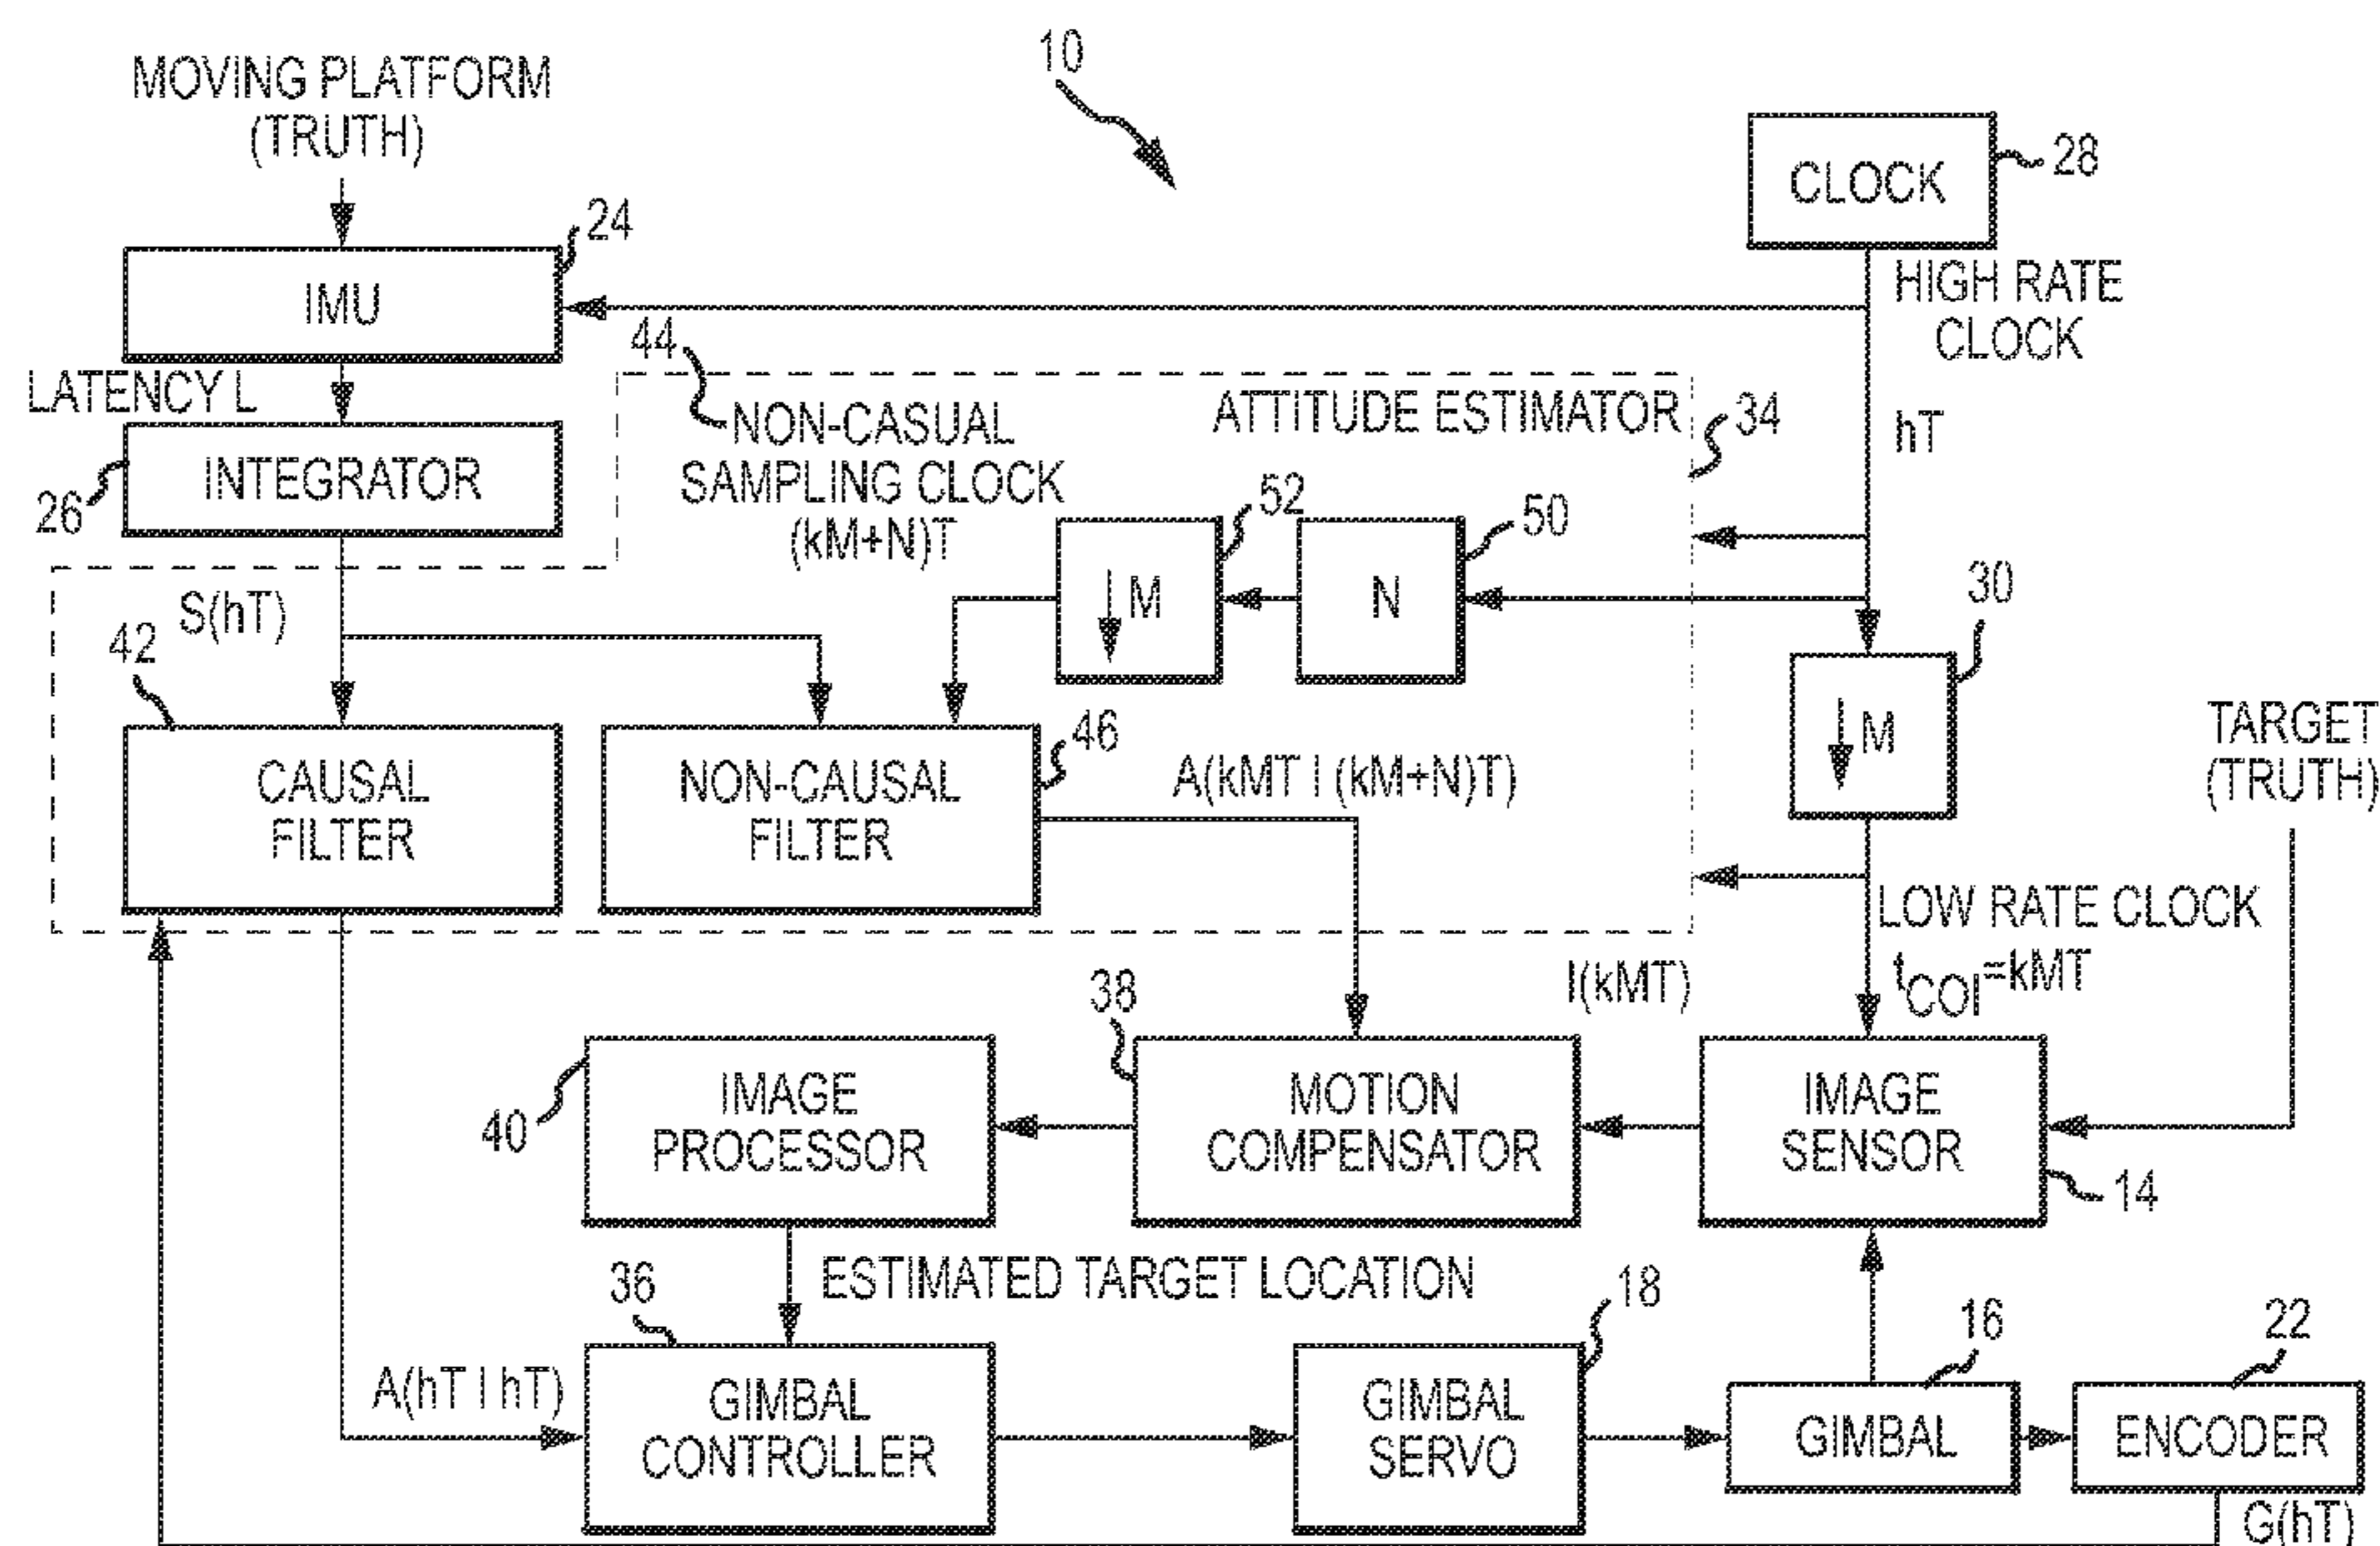 10
MOVING PLATFORM
(TRUTH)
CLOCK
28
24
IMU
HIGH RATE
CLOCK
44
LATENCY L
NON-CASUAL
SAMPLING CLOCK
(kM+N)T
ATTITUDE ESTIMATOR
34
hT
INTEGRATOR
26
52
50
↓M
N
30
S(hT)
42
↓M
TARGET
(TRUTH)
CAUSAL
FILTER
NON-CAUSAL
FILTER
46
A(kMT | (kM+N)T)
LOW RATE CLOCK
tCOI=kMT
I(kMT)
38
40
IMAGE
PROCESSOR
MOTION
COMPENSATOR
IMAGE
SENSOR
14
ESTIMATED TARGET LOCATION
36
18
16
22
A(hT | hT)
GIMBAL
CONTROLLER
GIMBAL
SERVO
GIMBAL
ENCODER
G(hT)